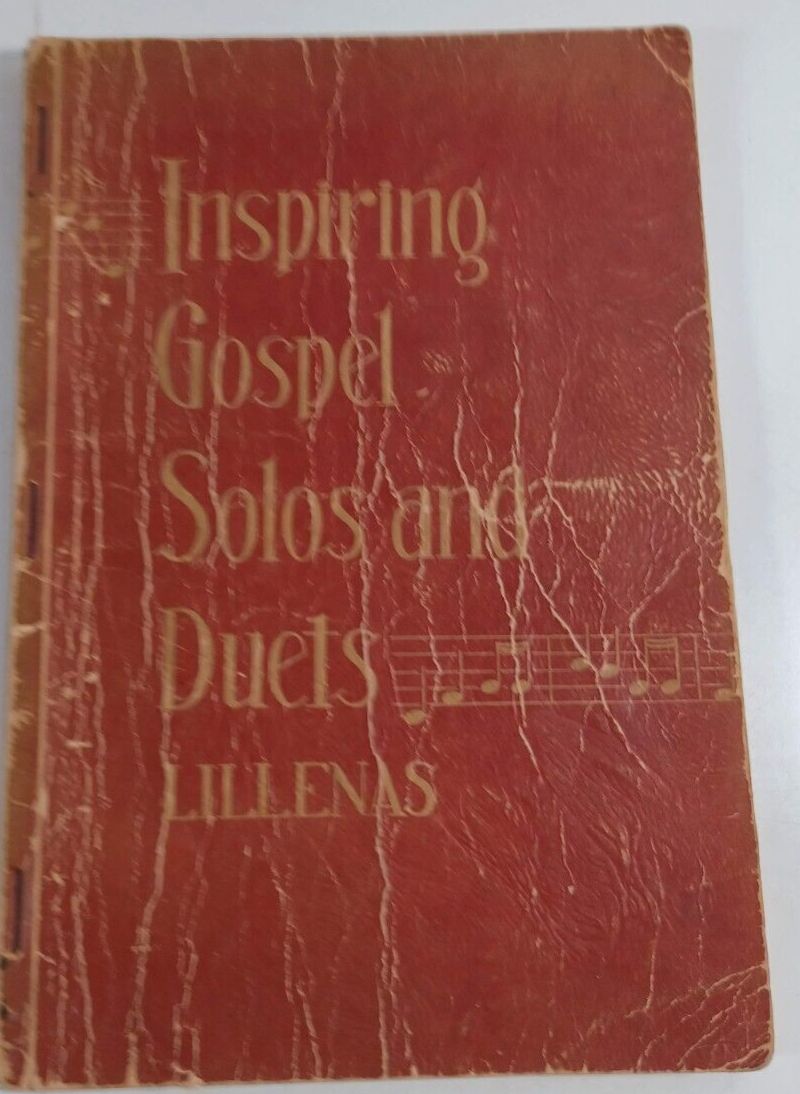 Inspiring
Gospel
Solos and
Duets
LILLENAS